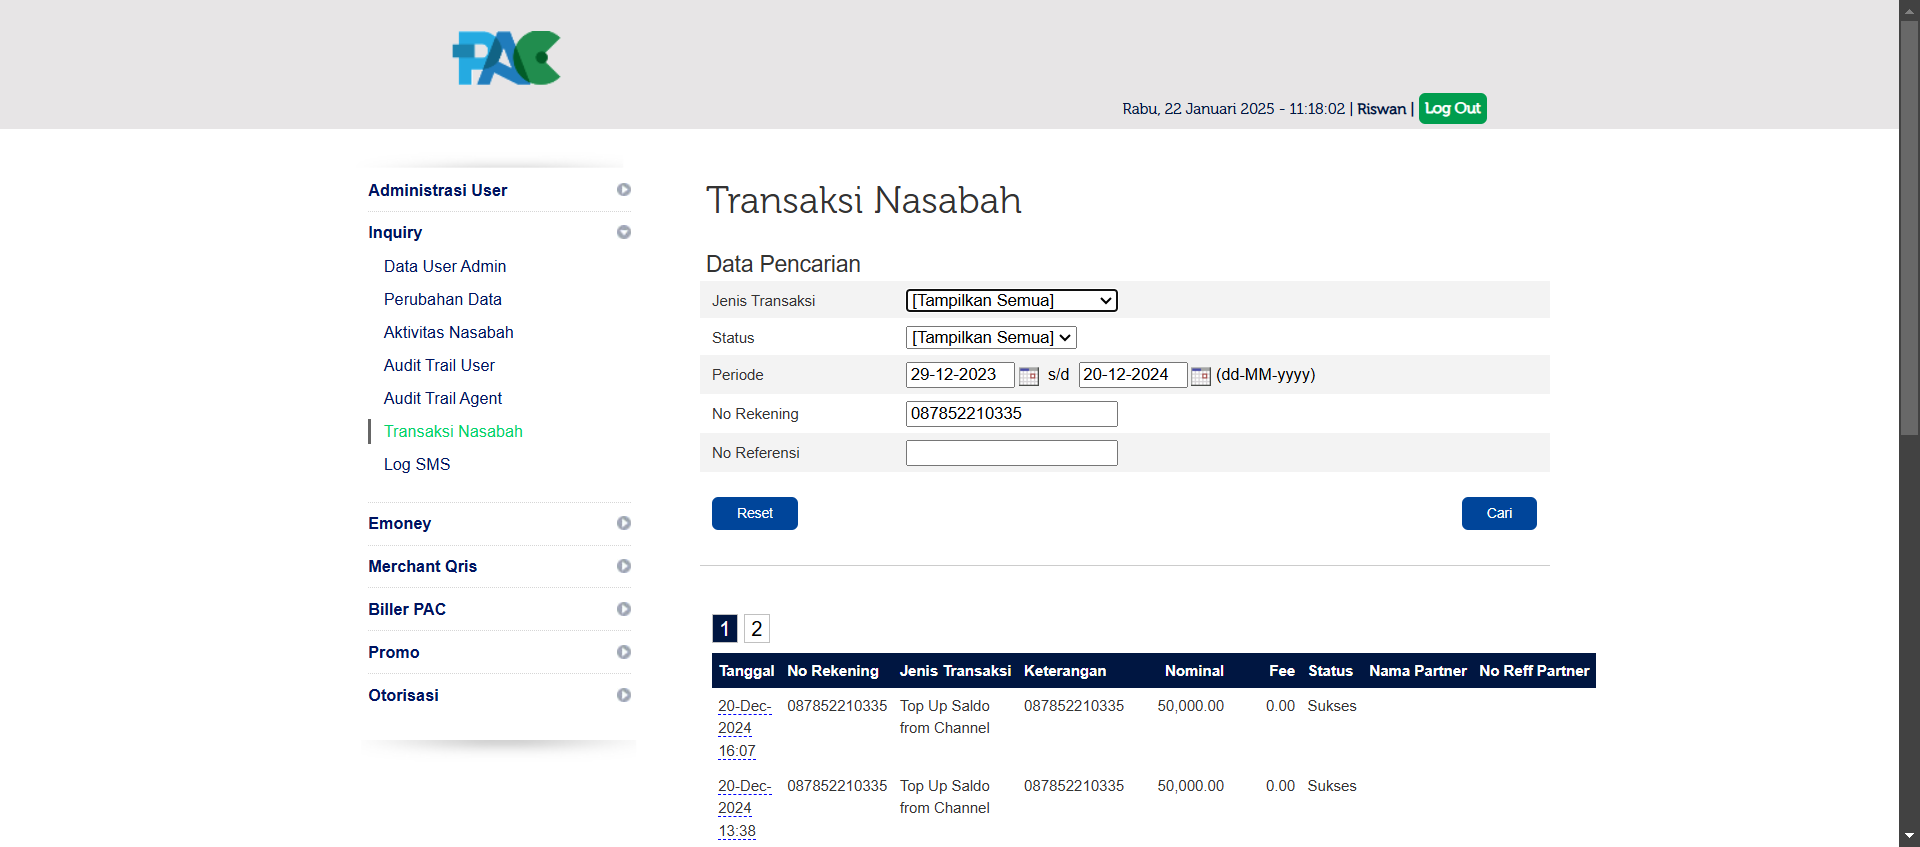 PAC
Rabu, 22 Januari 2025 - 11:18:02 | Riswan | Log Out
Administrasi User
Inquiry
Data User Admin
Perubahan Data
Aktivitas Nasabah
Audit Trail User
Audit Trail Agent
Transaksi Nasabah
Log SMS
Emoney
Merchant Qris
Biller PAC
Promo
Otorisasi
Transaksi Nasabah
Data Pencarian
Jenis Transaksi [Tampilkan Semua]
Status [Tampilkan Semua]
Periode 29-12-2023 s/d 20-12-2024 (dd-MM-yyyy)
No Rekening 087852210335
No Referensi
Reset Cari
1 2
Tanggal No Rekening Jenis Transaksi Keterangan Nominal Fee Status Nama Partner No Reff Partner
20-Dec- 087852210335 Top Up Saldo 087852210335 50,000.00 0.00 Sukses
2024 from Channel
16:07
20-Dec- 087852210335 Top Up Saldo 087852210335 50,000.00 0.00 Sukses
2024 from Channel
13:38